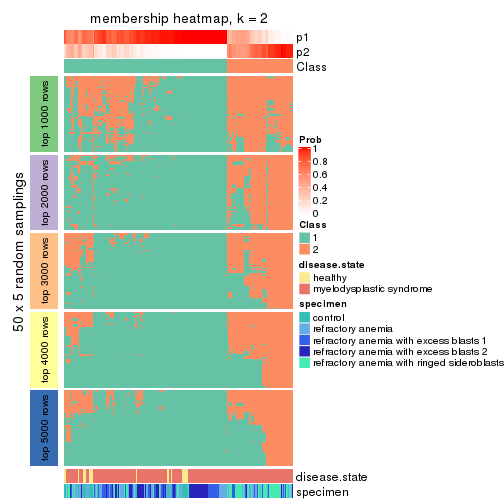 membership heatmap, k = 2
p1
p2
Class
50 x 5 random samplings
top 1000 rows
top 2000 rows
top 3000 rows
top 4000 rows
top 5000 rows
Prob
1
0.8
0.6
0.4
0.2
0
Class
1
2
disease.state
healthy
myelodysplastic syndrome
specimen
control
refractory anemia
refractory anemia with excess blasts 1
refractory anemia with excess blasts 2
refractory anemia with ringed sideroblasts
disease.state
specimen